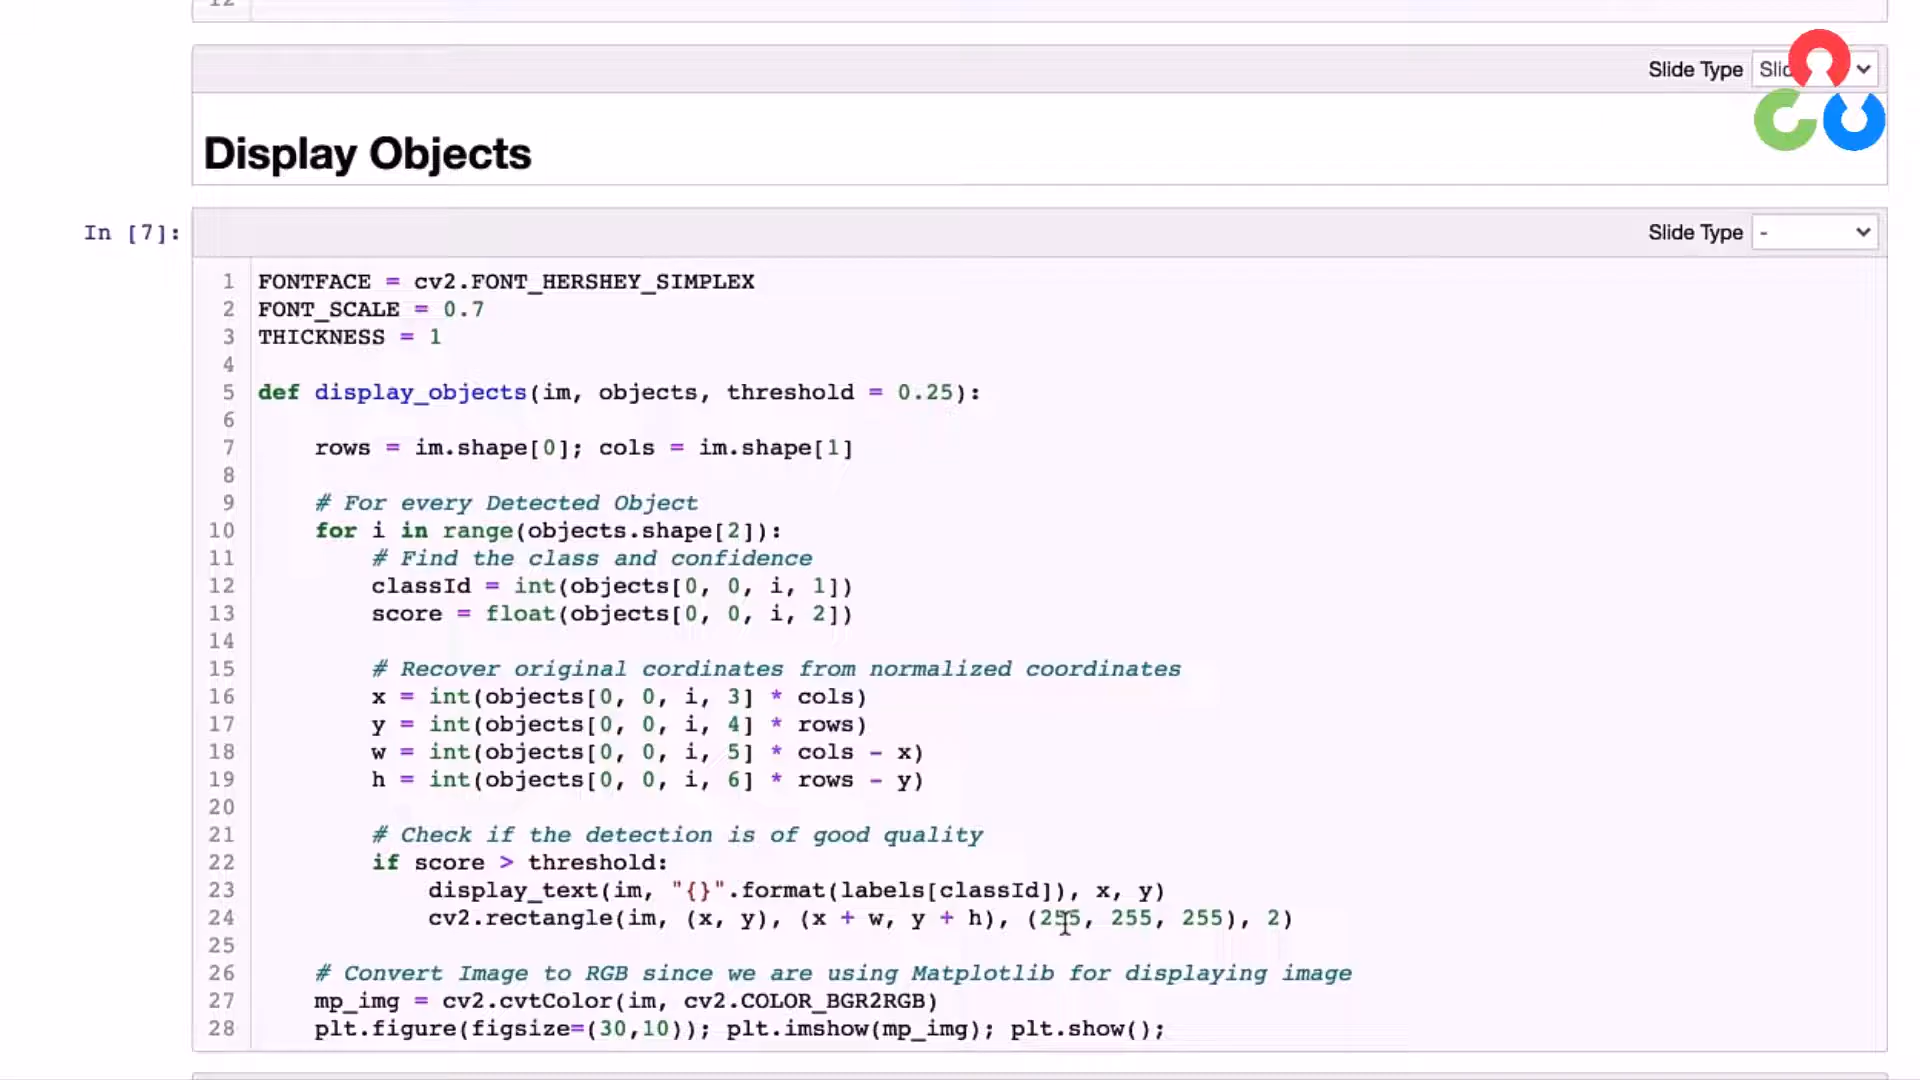 12
Slide Type
Display Objects
In [7]:
Slide Type -
1 FONTFACE = cv2.FONT_HERSHEY_SIMPLEX
2 FONT_SCALE = 0.7
3 THICKNESS = 1
4
5 def display_objects(im, objects, threshold = 0.25):
6
7     rows = im.shape[0]; cols = im.shape[1]
8
9     # For every Detected Object
10     for i in range(objects.shape[2]):
11         # Find the class and confidence
12         classId = int(objects[0, 0, i, 1])
13         score = float(objects[0, 0, i, 2])
14
15         # Recover original cordinates from normalized coordinates
16         x = int(objects[0, 0, i, 3] * cols)
17         y = int(objects[0, 0, i, 4] * rows)
18         w = int(objects[0, 0, i, 5] * cols - x)
19         h = int(objects[0, 0, i, 6] * rows - y)
20
21         # Check if the detection is of good quality
22         if score > threshold:
23             display_text(im, "{}".format(labels[classId]), x, y)
24             cv2.rectangle(im, (x, y), (x + w, y + h), (255, 255, 255), 2)
25
26     # Convert Image to RGB since we are using Matplotlib for displaying image
27     mp_img = cv2.cvtColor(im, cv2.COLOR_BGR2RGB)
28     plt.figure(figsize=(30,10)); plt.imshow(mp_img); plt.show();